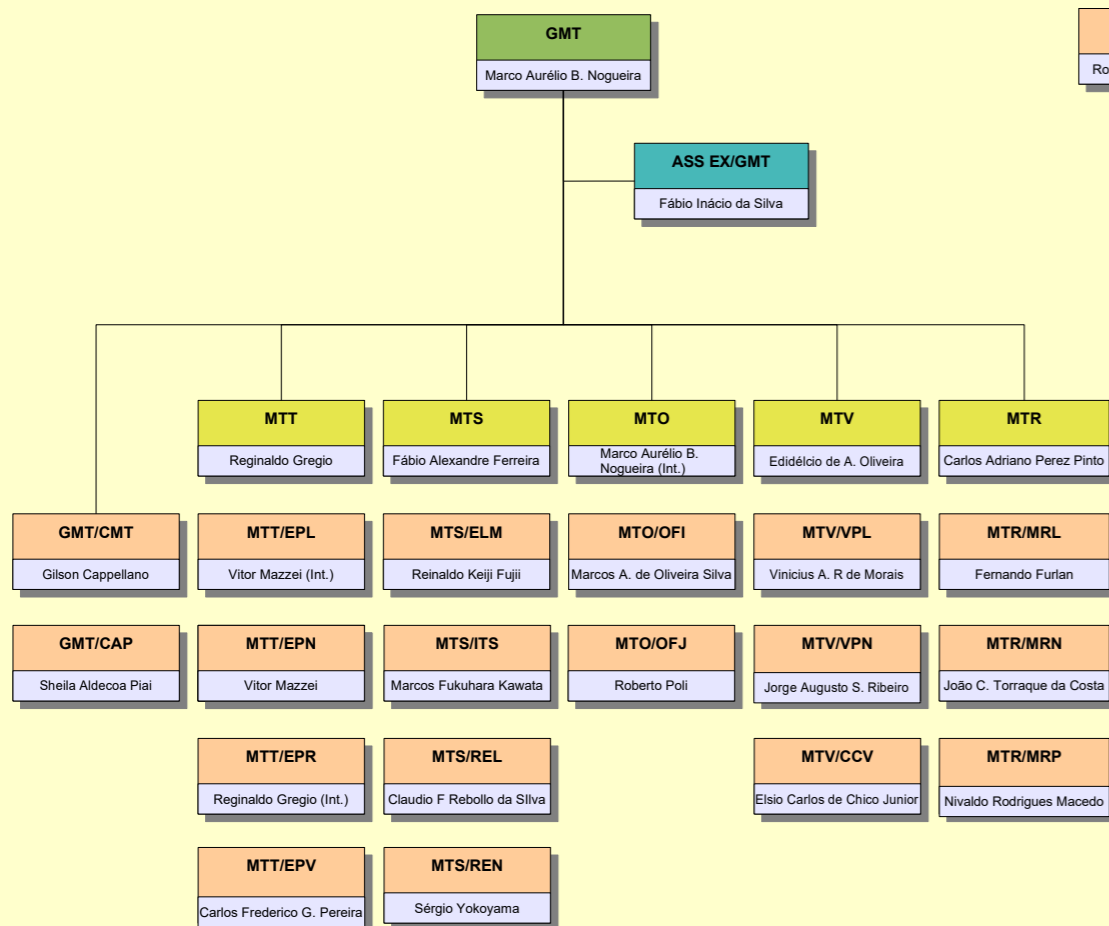 GMT
Marco Aurélio B. Nogueira
Ro
ASS EX/GMT
Fábio Inácio da Silva
MTT
Reginaldo Gregio
MTS
Fábio Alexandre Ferreira
MTO
Marco Aurélio B.
Nogueira (Int.)
MTV
Edidélcio de A. Oliveira
MTR
Carlos Adriano Perez Pinto
GMT/CMT
Gilson Cappellano
MTT/EPL
Vitor Mazzei (Int.)
MTS/ELM
Reinaldo Keiji Fujii
MTO/OFI
Marcos A. de Oliveira Silva
MTV/VPL
Vinicius A. R de Morais
MTR/MRL
Fernando Furlan
GMT/CAP
Sheila Aldecoa Piai
MTT/EPN
Vitor Mazzei
MTS/ITS
Marcos Fukuhara Kawata
MTO/OFJ
Roberto Poli
MTV/VPN
Jorge Augusto S. Ribeiro
MTR/MRN
João C. Torraque da Costa
MTT/EPR
Reginaldo Gregio (Int.)
MTS/REL
Claudio F Rebollo da SIlva
MTV/CCV
Elsio Carlos de Chico Junior
MTR/MRP
Nivaldo Rodrigues Macedo
MTT/EPV
Carlos Frederico G. Pereira
MTS/REN
Sérgio Yokoyama